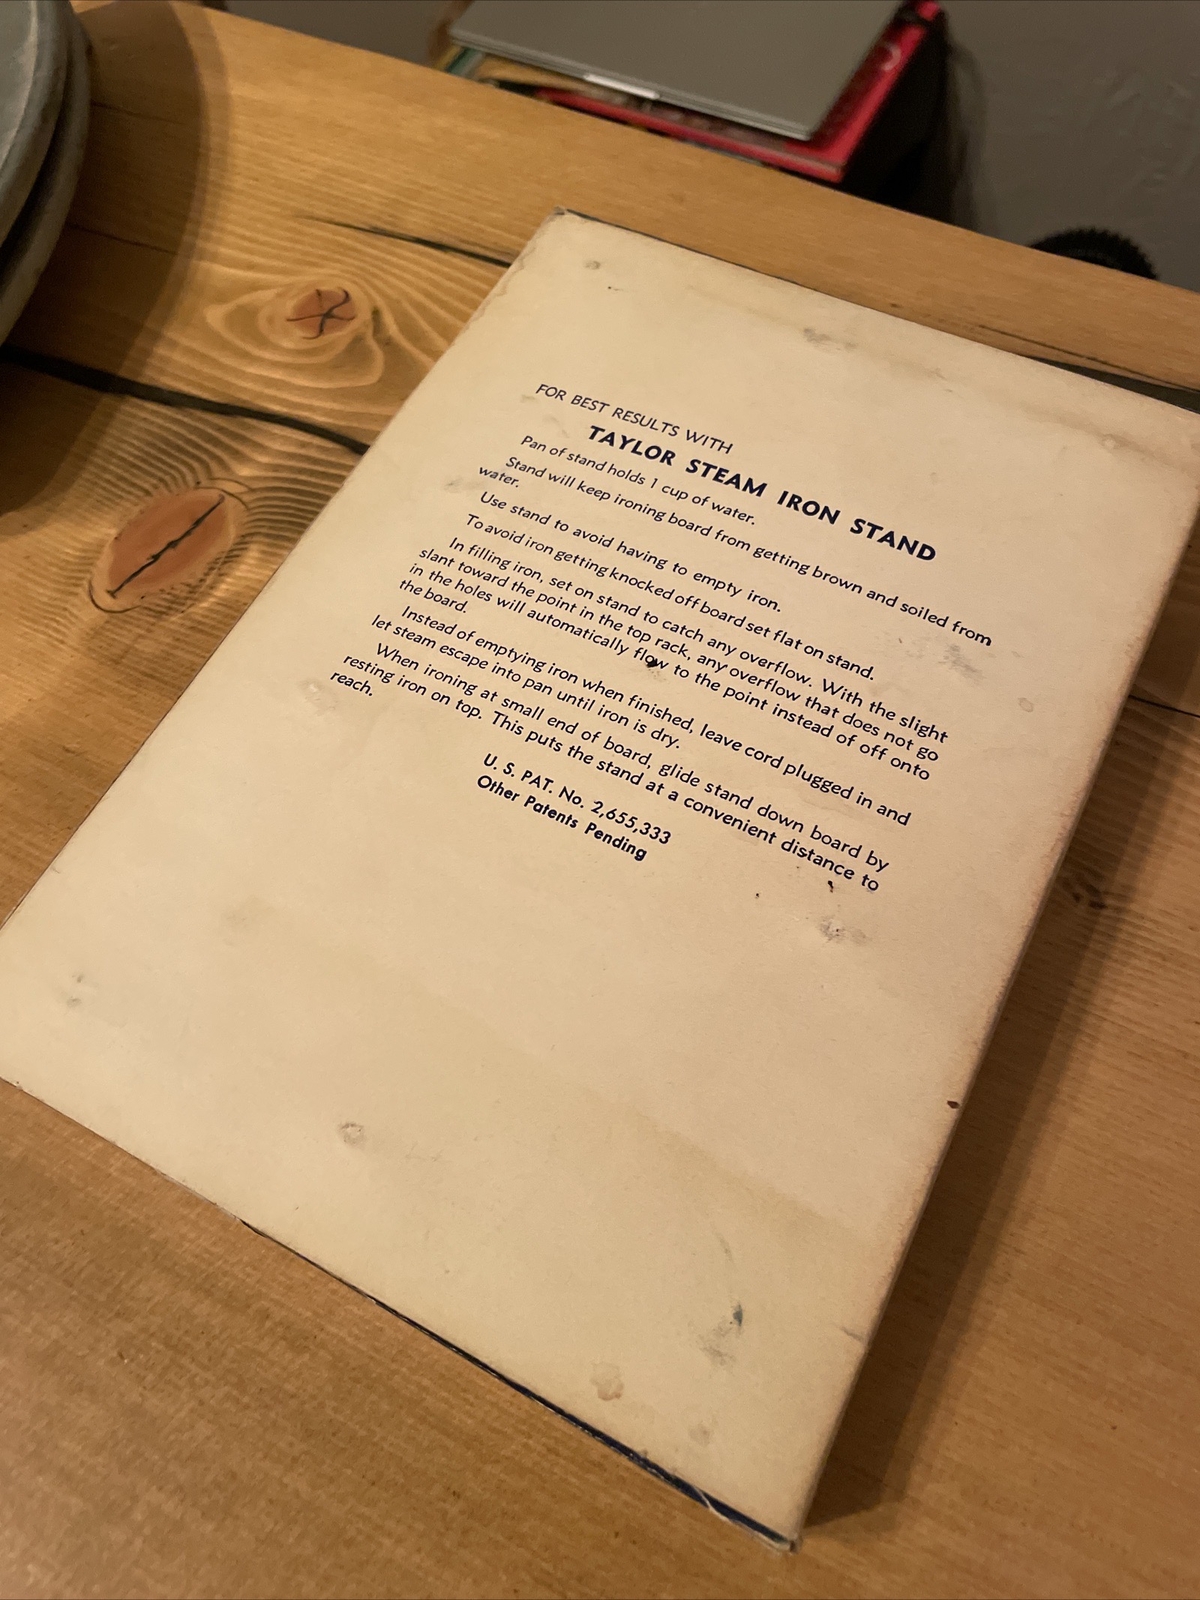 FOR BEST RESULTS WITH
TAYLOR STEAM IRON STAND
Pan of stand holds 1 cup of water.
Stand will keep ironing board from getting brown and soiled from
water.
Use stand to avoid having to empty iron.
To avoid iron getting knocked off board set flat on stand.
In filling iron, set on stand to catch any overflow. With the slight
slant toward the point in the top rack, any overflow that does not go
in the holes will automatically flow to the point instead of off onto
the board.
Instead of emptying iron when finished, leave cord plugged in and
let steam escape into pan until iron is dry.
When ironing at small end of board, glide stand down board by
resting iron on top. This puts the stand at a convenient distance to
reach.
U. S. PAT. No. 2,655,333
Other Patents Pending